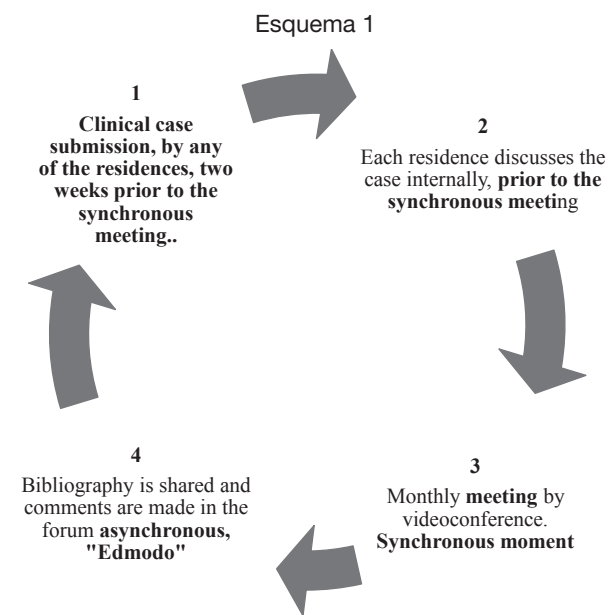 Esquema 1
1
Clinical case
submission, by any
of the residences, two
weeks prior to the
synchronous
meeting..
2
Each residence discusses the
case internally, prior to the
synchronous meeting
3
Monthly meeting by
videoconference.
Synchronous moment
4
Bibliography is shared and
comments are made in the
forum asynchronous,
"Edmodo"